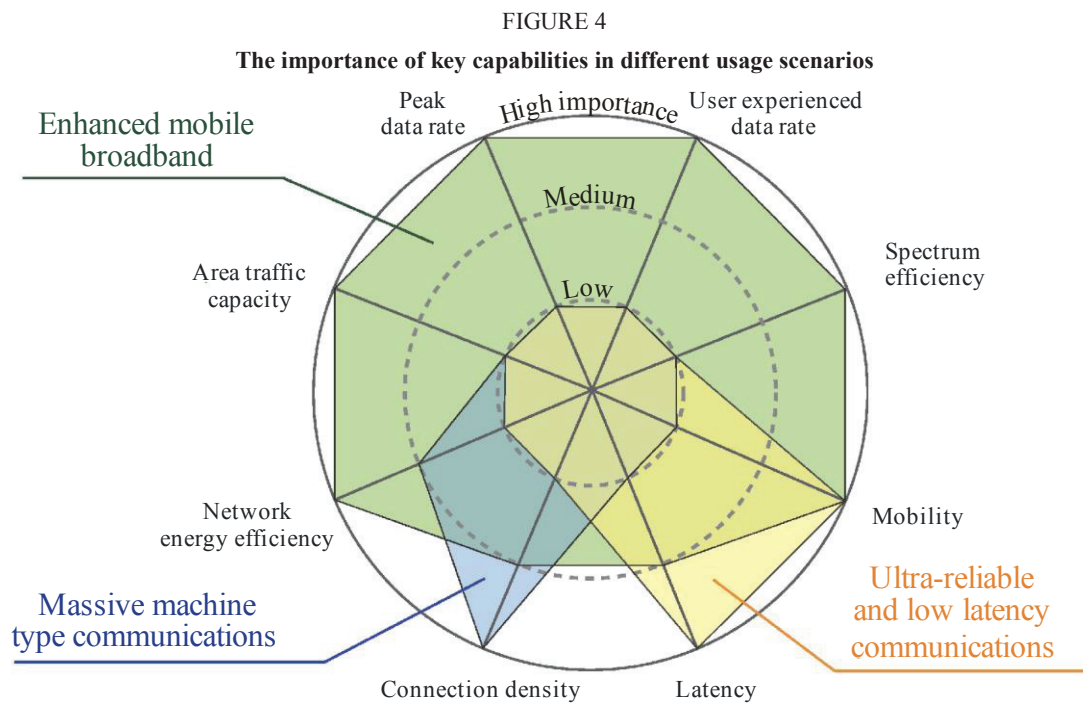 FIGURE 4
The importance of key capabilities in different usage scenarios
Peak
data rate
High importance
User experienced
data rate
Enhanced mobile
broadband
Medium
Area traffic
capacity
Low
Spectrum
efficiency
Network
energy efficiency
Mobility
Massive machine
type communications
Ultra-reliable
and low latency
communications
Connection density
Latency